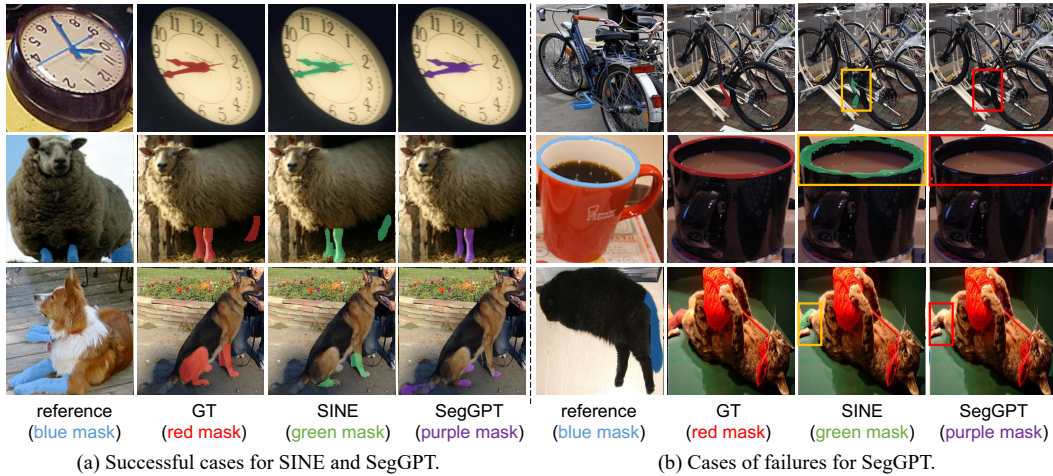 reference
(blue mask)
GT
(red mask)
SINE
(green mask)
SegGPT
(purple mask)
reference
(blue mask)
GT
(red mask)
SINE
(green mask)
SegGPT
(purple mask)
(a) Successful cases for SINE and SegGPT.
(b) Cases of failures for SegGPT.